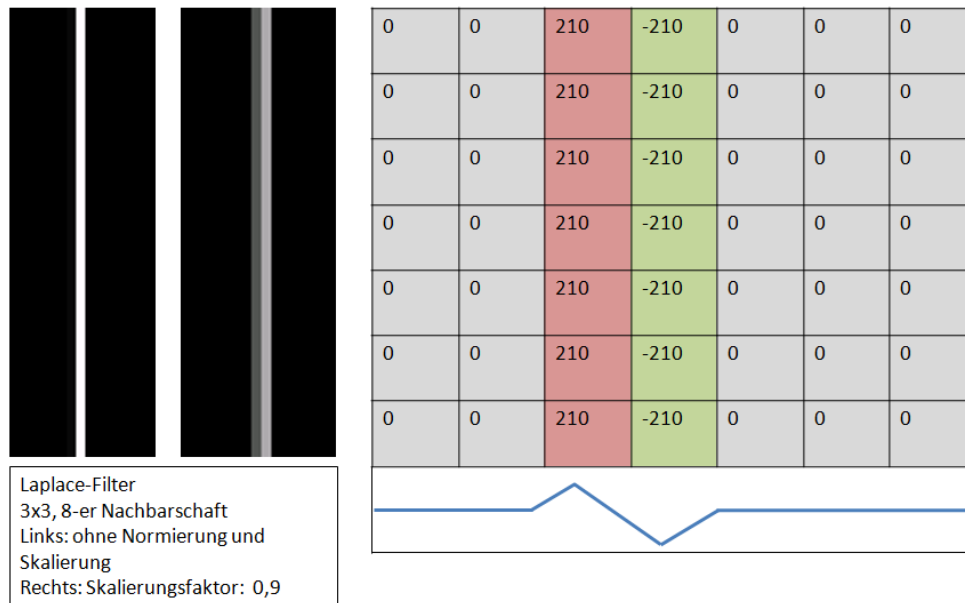 0 0 210 -210 0 0 0
0 0 210 -210 0 0 0
0 0 210 -210 0 0 0
0 0 210 -210 0 0 0
0 0 210 -210 0 0 0
0 0 210 -210 0 0 0
0 0 210 -210 0 0 0
Laplace-Filter
3x3, 8-er Nachbarschaft
Links: ohne Normierung und
Skalierung
Rechts: Skalierungsfaktor: 0,9